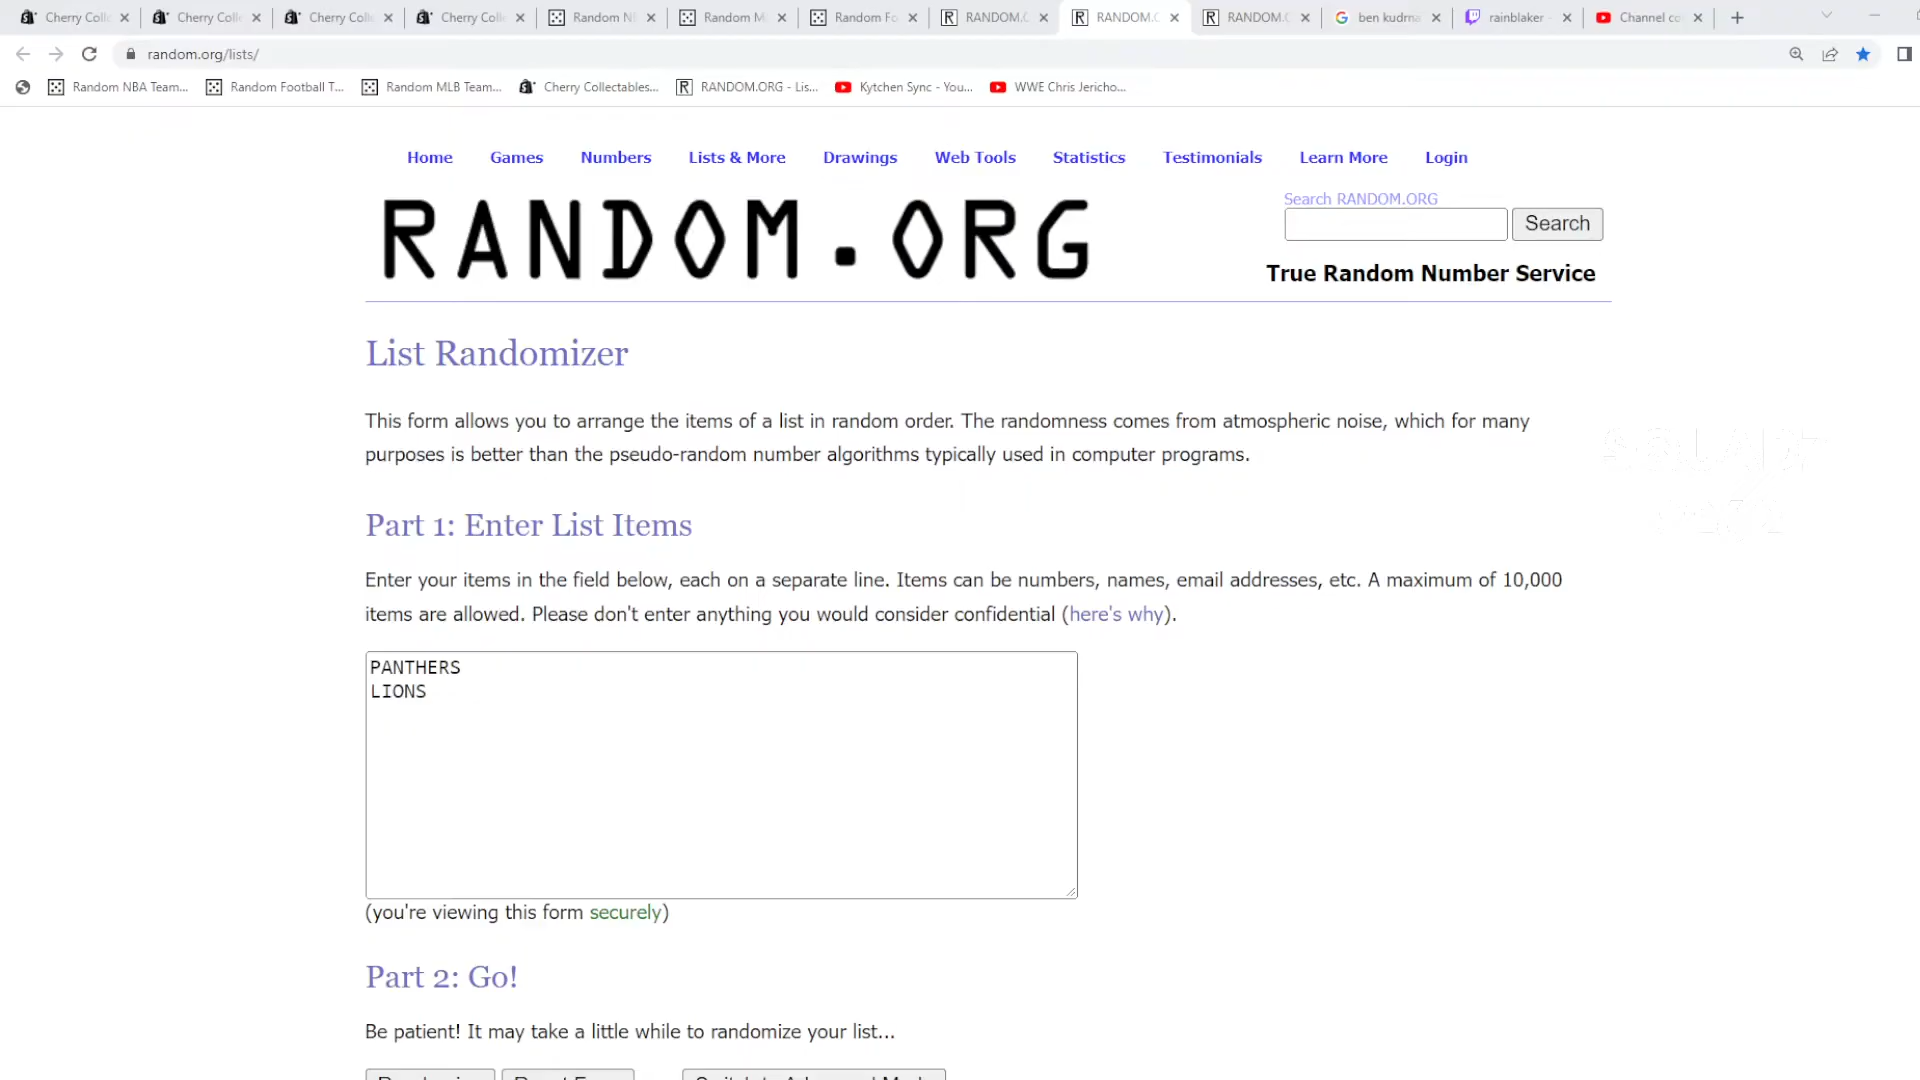 Cherry Coll
Cherry Coll
Cherry Coll
Cherry Coll
Random N
Random M
Random Fo
RANDOM.O
RANDOM.O
RANDOM.O
ben kudrna
rainblaker
Channel co
random.org/lists/
Random NBA Team...
Random Football T...
Random MLB Team...
Cherry Collectables...
RANDOM.ORG - Lis...
Kytchen Sync - You...
WWE Chris Jericho...
Home Games Numbers Lists & More Drawings Web Tools Statistics Testimonials Learn More Login
RANDOM.ORG
Search RANDOM.ORG
Search
True Random Number Service
List Randomizer
This form allows you to arrange the items of a list in random order. The randomness comes from atmospheric noise, which for many
purposes is better than the pseudo-random number algorithms typically used in computer programs.
Part 1: Enter List Items
Enter your items in the field below, each on a separate line. Items can be numbers, names, email addresses, etc. A maximum of 10,000
items are allowed. Please don't enter anything you would consider confidential (here's why).
PANTHERS
LIONS
(you're viewing this form securely)
Part 2: Go!
Be patient! It may take a little while to randomize your list...